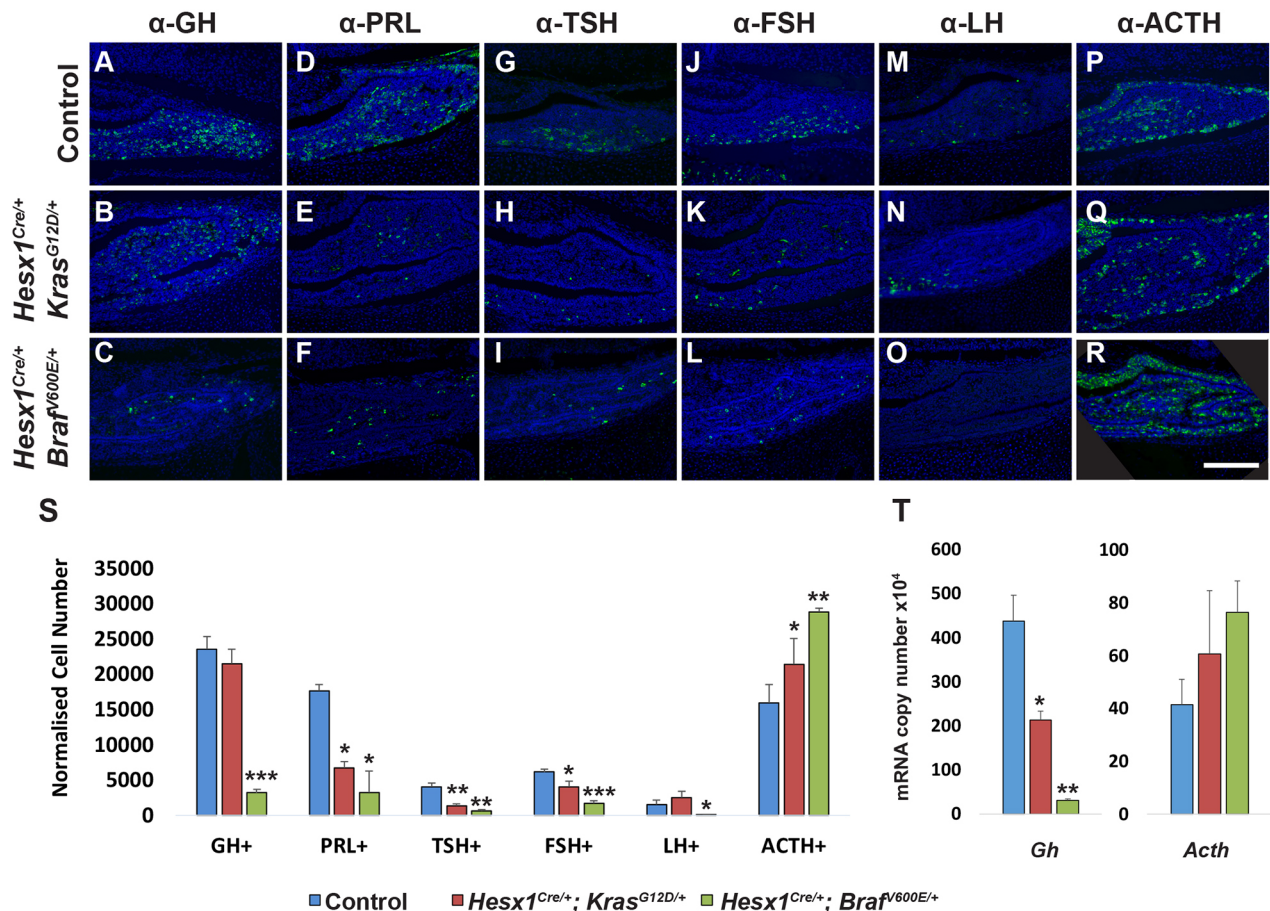 α-GH α-PRL α-TSH α-FSH α-LH α-ACTH
Control
A D G J M P
Hesx1Cre/+
KrasG12D/+
B E H K N Q
Hesx1Cre/+
BrafV600E/+
C F I L O R
S
Normalised Cell Number
35000
30000
25000
20000
15000
10000
5000
0
*** * * ** ** * *** * * **
GH+ PRL+ TSH+ FSH+ LH+ ACTH+
T
mRNA copy number x10⁴
600
500
400
300
200
100
0
* **
Gh
100
80
60
40
20
0
Acth
Control Hesx1Cre/+; KrasG12D/+ Hesx1Cre/+; BrafV600E/+